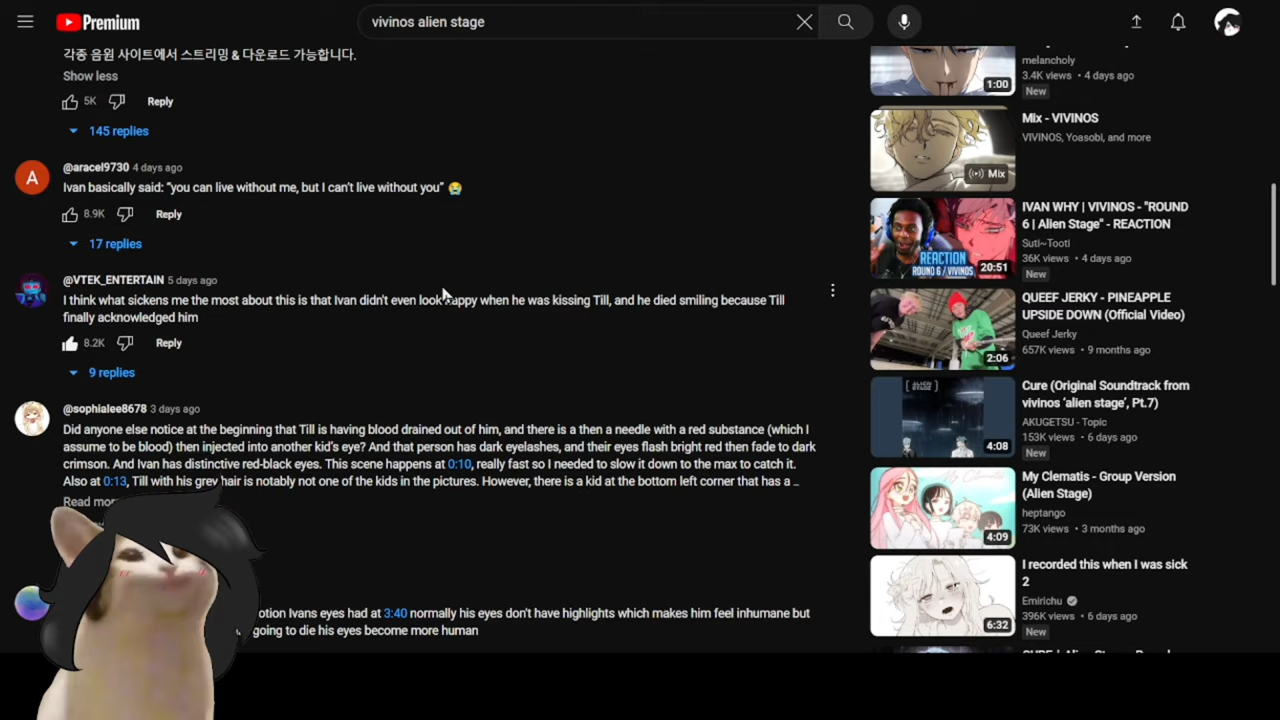 Premium
vivinos alien stage
각종 음원 사이트에서 스트리밍 & 다운로드 가능합니다.
Show less
5K
Reply
145 replies
A
@aracel9730 4 days ago
Ivan basically said: “you can live without me, but I can’t live without you” 😭
8.9K
Reply
17 replies
@VTEK_ENTERTAIN 5 days ago
I think what sickens me the most about this is that Ivan didn't even look happy when he was kissing Till, and he died smiling because Till
finally acknowledged him
8.2K
Reply
9 replies
@sophialee8678 3 days ago
Did anyone else notice at the beginning that Till is having blood drained out of him, and there is a then a needle with a red substance (which I
assume to be blood) then injected into another kid's eye? And that person has dark eyelashes, and their eyes flash bright red then fade to dark
crimson. And Ivan has distinctive red-black eyes. This scene happens at 0:10, really fast so I needed to slow it down to the max to catch it.
Also at 0:13, Till with his grey hair is notably not one of the kids in the pictures. However, there is a kid at the bottom left corner that has a ..
Read
Ivans eyes had at 3:40 normally his eyes don't have highlights which makes him feel inhumane but
going to die his eyes become more human
melancholy
3.4K views • 4 days ago
New
1:00
Mix - VIVINOS
VIVINOS, Yoasobi, and more
Mix
IVAN WHY | VIVINOS - "ROUND
6 | Alien Stage" - REACTION
Suti~Tooti
36K views • 4 days ago
New
REACTION
ROUND 6 / VIVINOS
20:51
QUEEF JERKY - PINEAPPLE
UPSIDE DOWN (Official Video)
Queef Jerky
657K views • 9 months ago
2:06
Cure (Original Soundtrack from
vivinos ‘alien stage’, Pt.7)
AKUGETSU - Topic
153K views • 6 days ago
New
4:08
My Clematis - Group Version
(Alien Stage)
heptango
73K views • 3 months ago
4:09
I recorded this when I was sick
2
Emirichu
396K views • 6 days ago
New
6:32